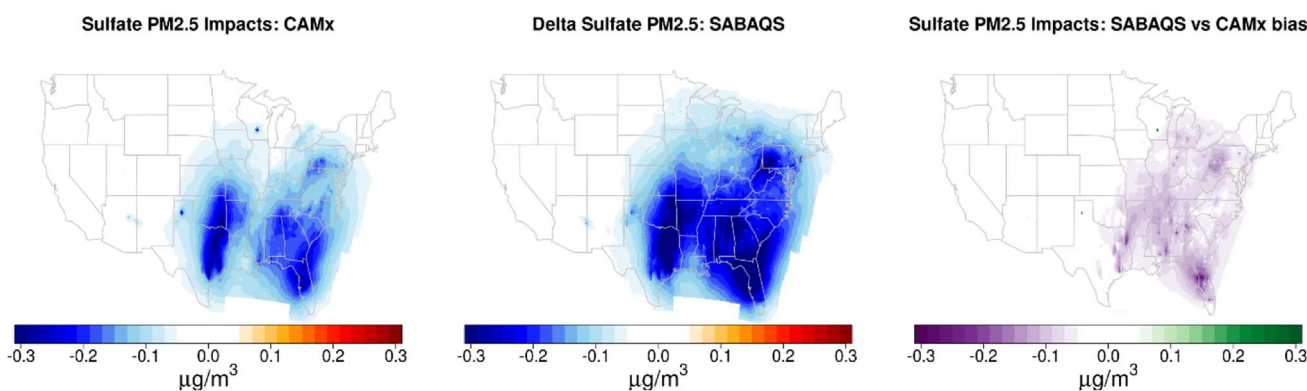 Sulfate PM2.5 Impacts: CAMx
Delta Sulfate PM2.5: SABAQS
Sulfate PM2.5 Impacts: SABAQS vs CAMx bias
-0.3 -0.2 -0.1 0.0 0.1 0.2 0.3
μg/m³
-0.3 -0.2 -0.1 0.0 0.1 0.2 0.3
μg/m³
-0.3 -0.2 -0.1 0.0 0.1 0.2 0.3
μg/m³